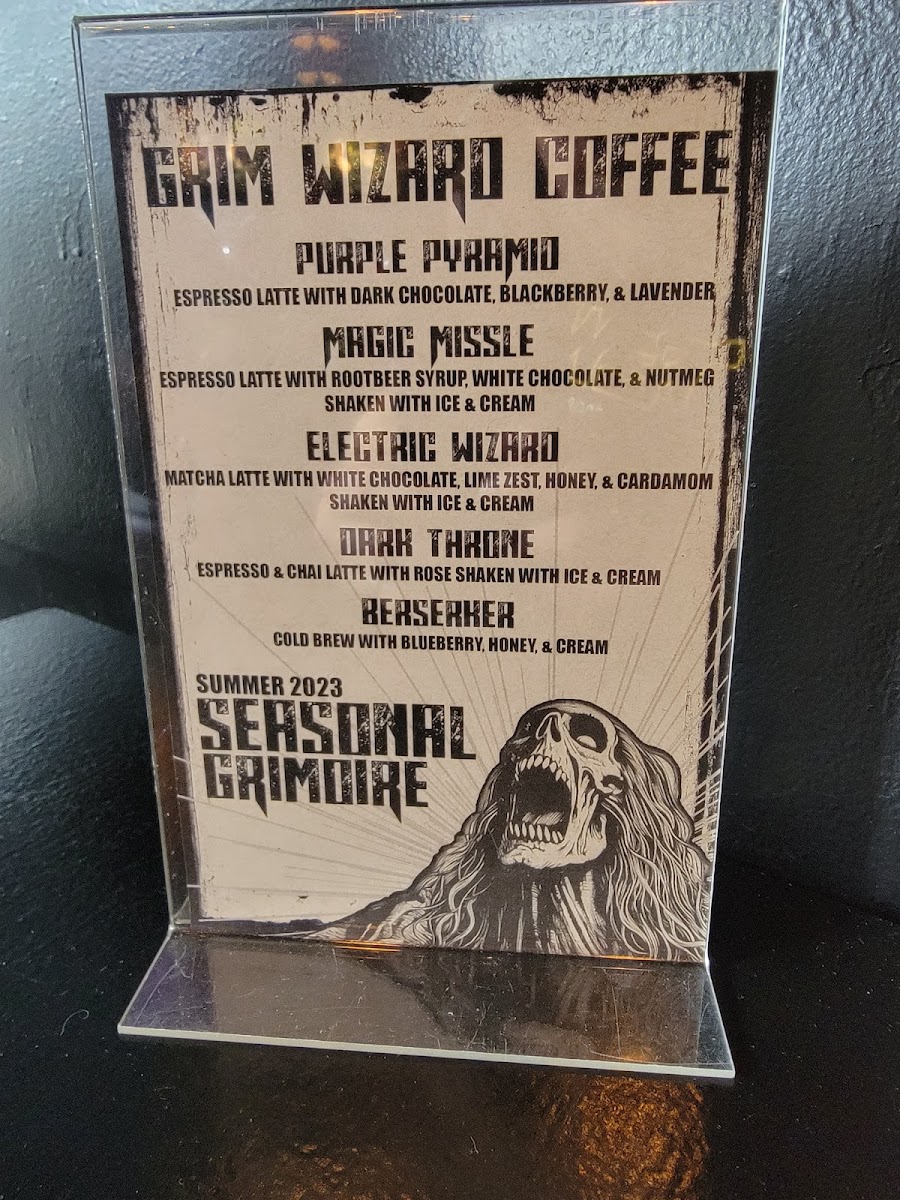 GRIM WIZARD COFFEE
PURPLE PYRAMID
ESPRESSO LATTE WITH DARK CHOCOLATE, BLACKBERRY, & LAVENDER
MAGIC MISSLE
ESPRESSO LATTE WITH ROOTBEER SYRUP, WHITE CHOCOLATE, & NUTMEG
SHAKEN WITH ICE & CREAM
ELECTRIC WIZARD
MATCHA LATTE WITH WHITE CHOCOLATE, LIME ZEST, HONEY, & CARDAMOM
SHAKEN WITH ICE & CREAM
DARK THRONE
ESPRESSO & CHAI LATTE WITH ROSE SHAKEN WITH ICE & CREAM
BERSERKER
COLD BREW WITH BLUEBERRY, HONEY, & CREAM
SUMMER 2023
SEASONAL
GRIMOIRE